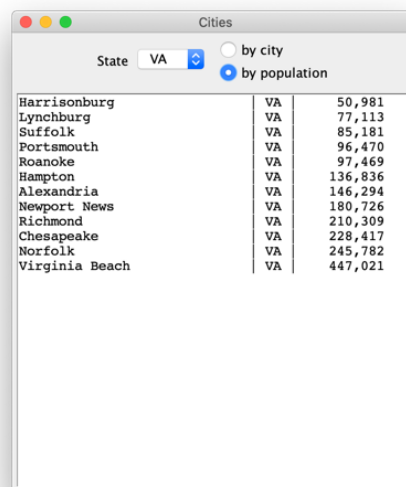 Cities
State VA by city
by population
Harrisonburg | VA | 50,981
Lynchburg | VA | 77,113
Suffolk | VA | 85,181
Portsmouth | VA | 96,470
Roanoke | VA | 97,469
Hampton | VA | 136,836
Alexandria | VA | 146,294
Newport News | VA | 180,726
Richmond | VA | 210,309
Chesapeake | VA | 228,417
Norfolk | VA | 245,782
Virginia Beach | VA | 447,021